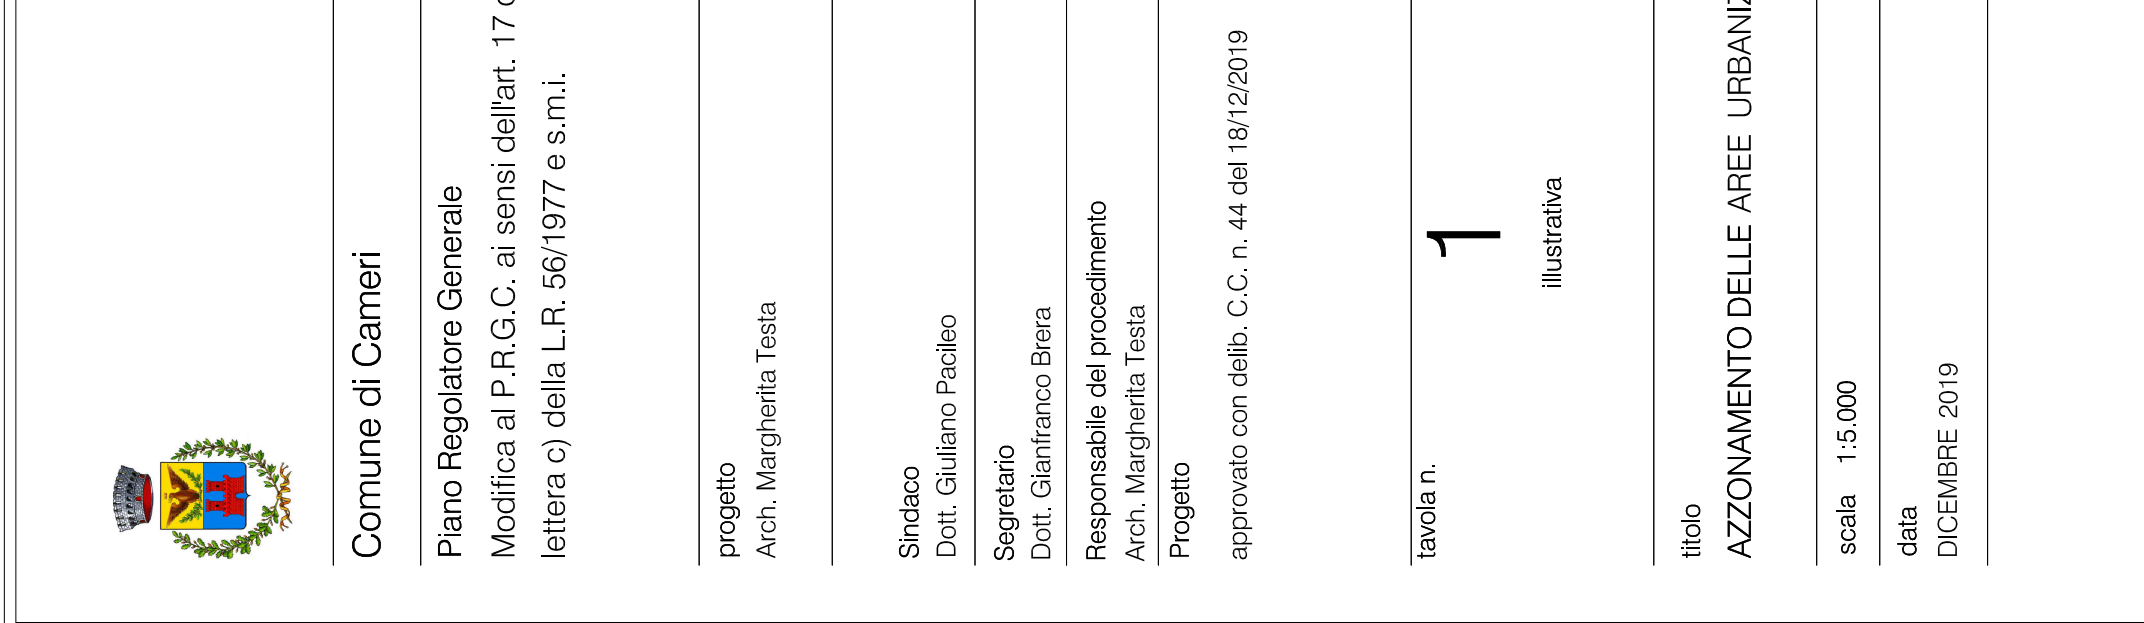 Comune di Cameri
Piano Regolatore Generale
Modifica al P.R.G.C. ai sensi dell'art. 17
lettera c) della L.R. 56/1977 e s.m.i.
progetto
Arch. Margherita Testa
Sindaco
Dott. Giuliano Pacileo
Segretario
Dott. Gianfranco Brera
Responsabile del procedimento
Arch. Margherita Testa
Progetto
approvato con delib. C.C. n. 44 del 18/12/2019
tavola n.
1
illustrativa
titolo
AZZONAMENTO DELLE AREE
scala 1:5.000
data
DICEMBRE 2019